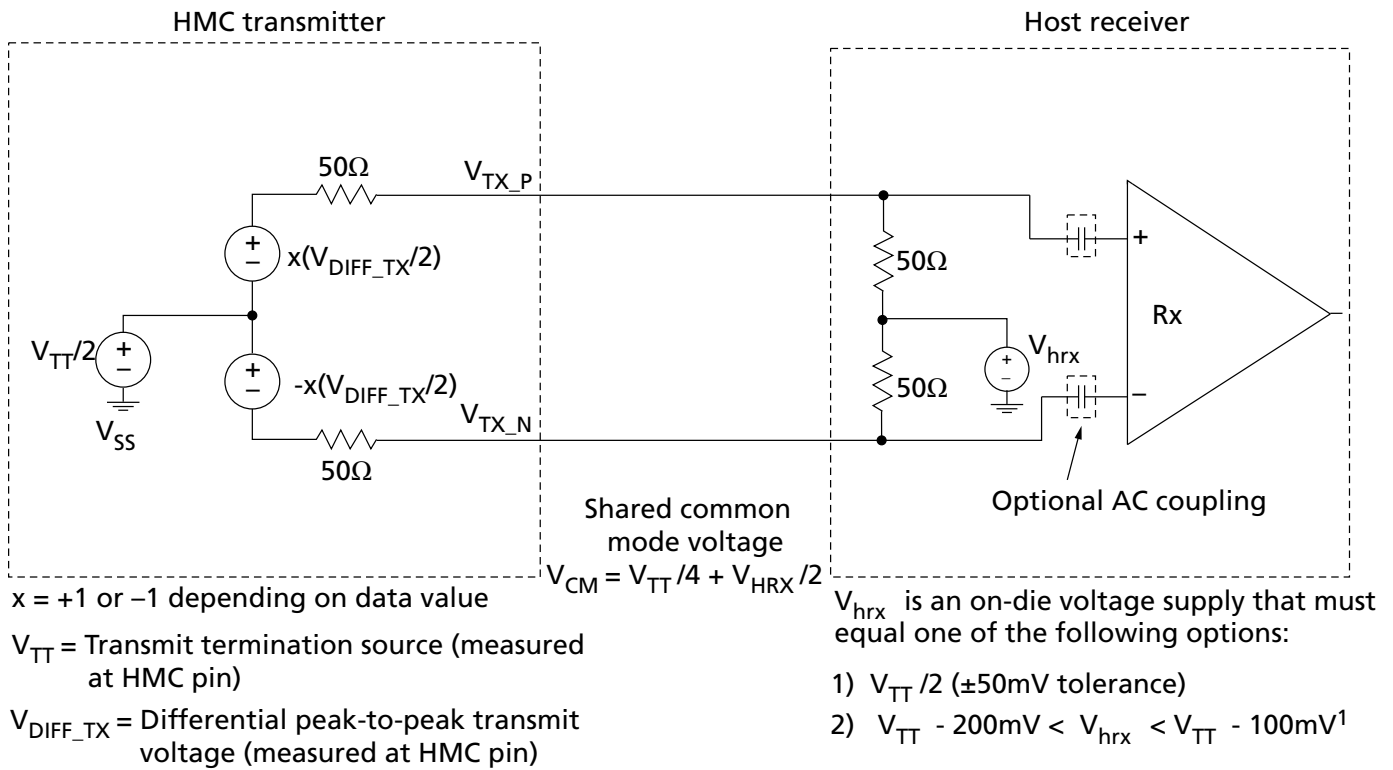 HMC transmitter
Host receiver
50Ω
V_TX_P
+
−
x(V_DIFF_TX/2)
V_TT/2
+
−
V_SS
+
−
-x(V_DIFF_TX/2)
V_TX_N
50Ω
50Ω
50Ω
+
−
V_hrx
+
Rx
−
Optional AC coupling
Shared common
mode voltage
V_CM = V_TT /4 + V_HRX /2
x = +1 or –1 depending on data value
V_TT = Transmit termination source (measured
at HMC pin)
V_DIFF_TX = Differential peak-to-peak transmit
voltage (measured at HMC pin)
V_hrx is an on-die voltage supply that must
equal one of the following options:
1) V_TT /2 (±50mV tolerance)
2) V_TT - 200mV < V_hrx < V_TT - 100mV¹